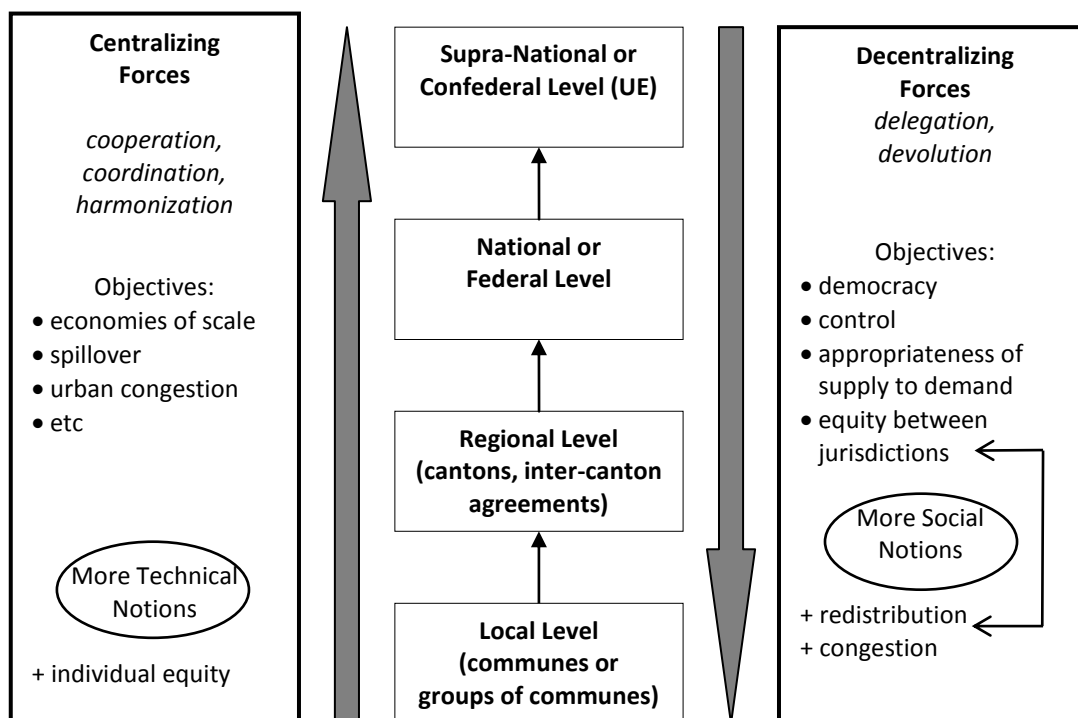 Centralizing
Forces
cooperation,
coordination,
harmonization
Objectives:
• economies of scale
• spillover
• urban congestion
• etc
More Technical
Notions
+ individual equity
Supra-National or
Confederal Level (UE)
National or
Federal Level
Regional Level
(cantons, inter-canton
agreements)
Local Level
(communes or
groups of communes)
Decentralizing
Forces
delegation,
devolution
Objectives:
• democracy
• control
• appropriateness of
supply to demand
• equity between
jurisdictions
More Social
Notions
+ redistribution
+ congestion